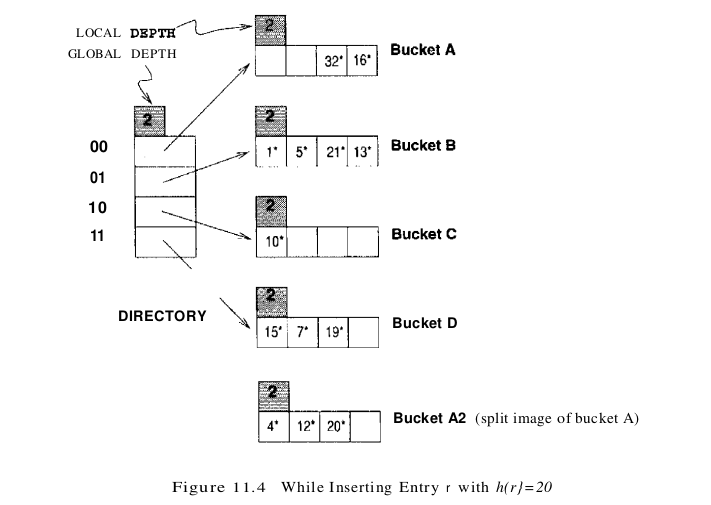 2
LOCAL DEPTH
GLOBAL DEPTH
Bucket A
32* 16*
2
2
00
Bucket B
1* 5* 21* 13*
01
2
10
Bucket C
10*
11
2
DIRECTORY
Bucket D
15* 7* 19*
2
Bucket A2 (split image of bucket A)
4* 12* 20*
Figure 11.4 While Inserting Entry r with h(r)=20